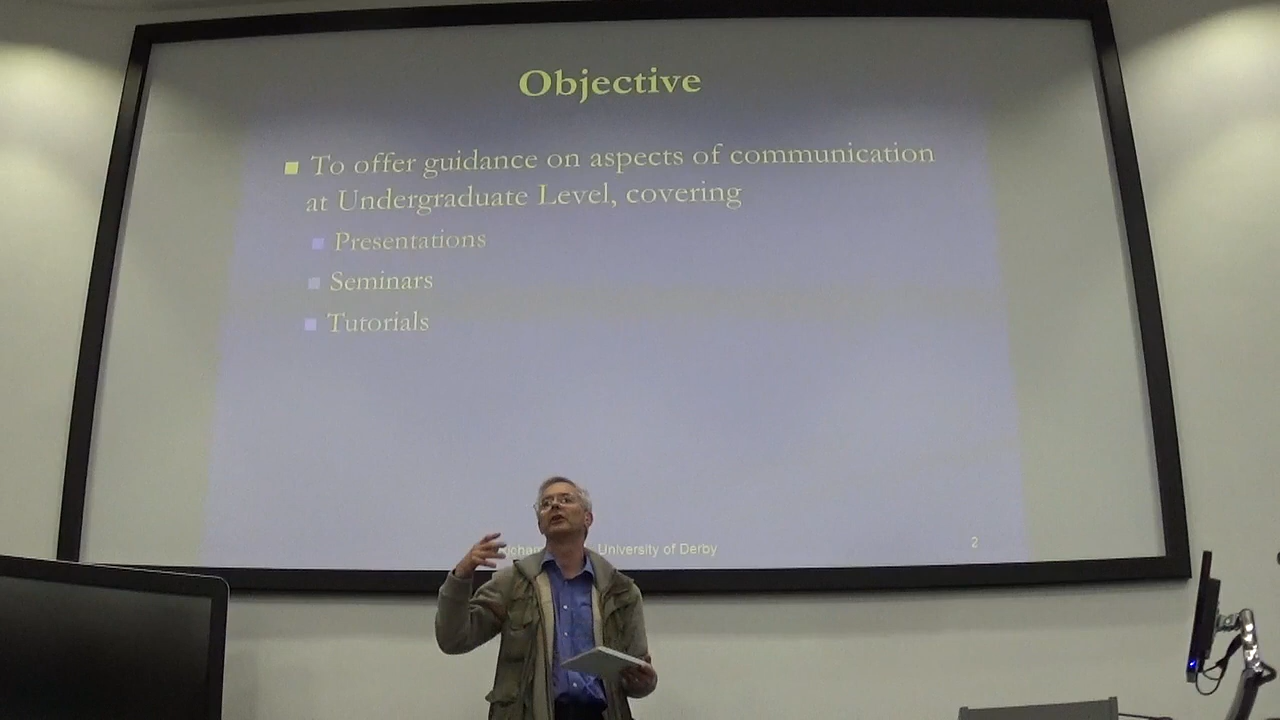 Objective
To offer guidance on aspects of communication
at Undergraduate Level, covering
Presentations
Seminars
Tutorials
University of Derby
2